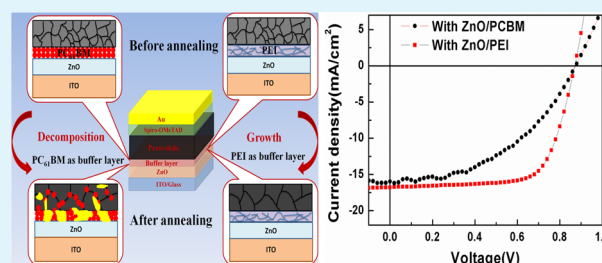 Before annealing
PC61BM
ZnO
ITO
PEI
ZnO
ITO
Au
Spiro-OMeTAD
Perovskite
Buffer layer
ZnO
ITO/Glass
Decomposition
PC61BM as buffer layer
Growth
PEI as buffer layer
After annealing
ZnO
ITO
ZnO
ITO
With ZnO/PCBM
With ZnO/PEI
Current density(mA/cm2)
10
5
0
-5
-10
-15
-20
0.0 0.2 0.4 0.6 0.8 1.0
Voltage(V)